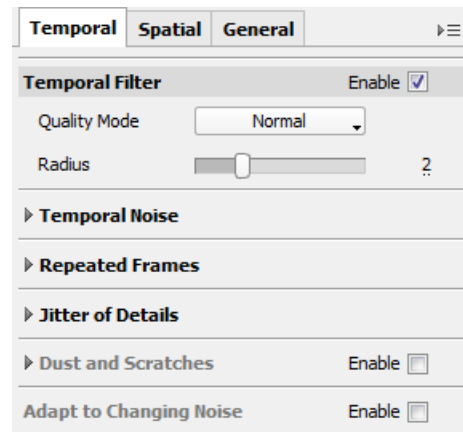 Temporal Spatial General
Temporal Filter Enable
Quality Mode Normal
Radius 2
Temporal Noise
Repeated Frames
Jitter of Details
Dust and Scratches Enable
Adapt to Changing Noise Enable